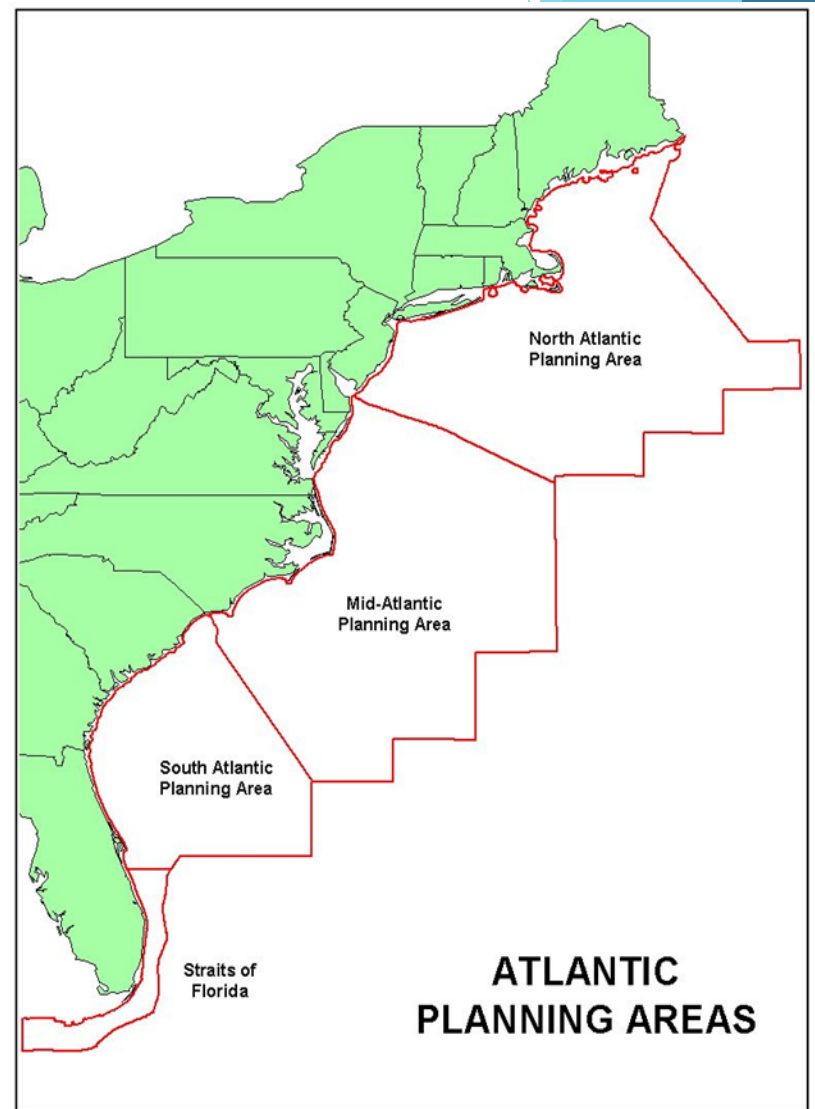 North Atlantic
Planning Area
Mid-Atlantic
Planning Area
South Atlantic
Planning Area
Straits of
Florida
ATLANTIC
PLANNING AREAS